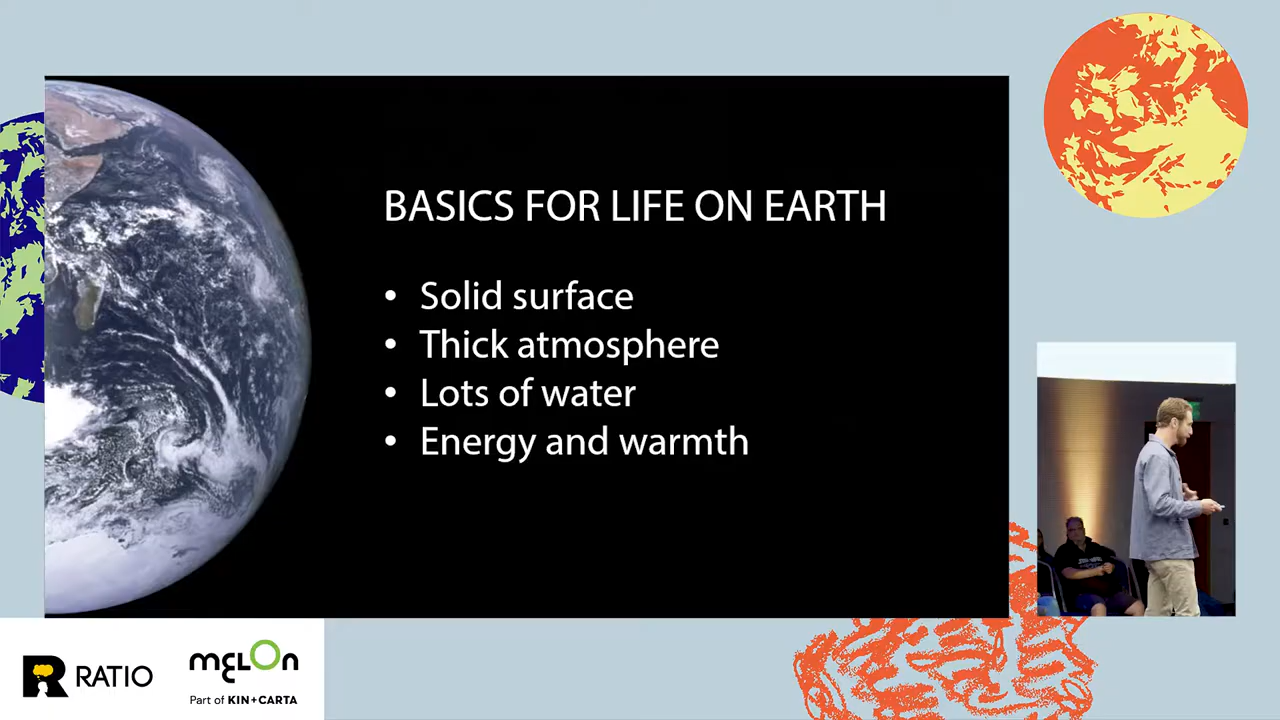 BASICS FOR LIFE ON EARTH
• Solid surface
• Thick atmosphere
• Lots of water
• Energy and warmth
RATIO
MELON
Part of KIN+CARTA